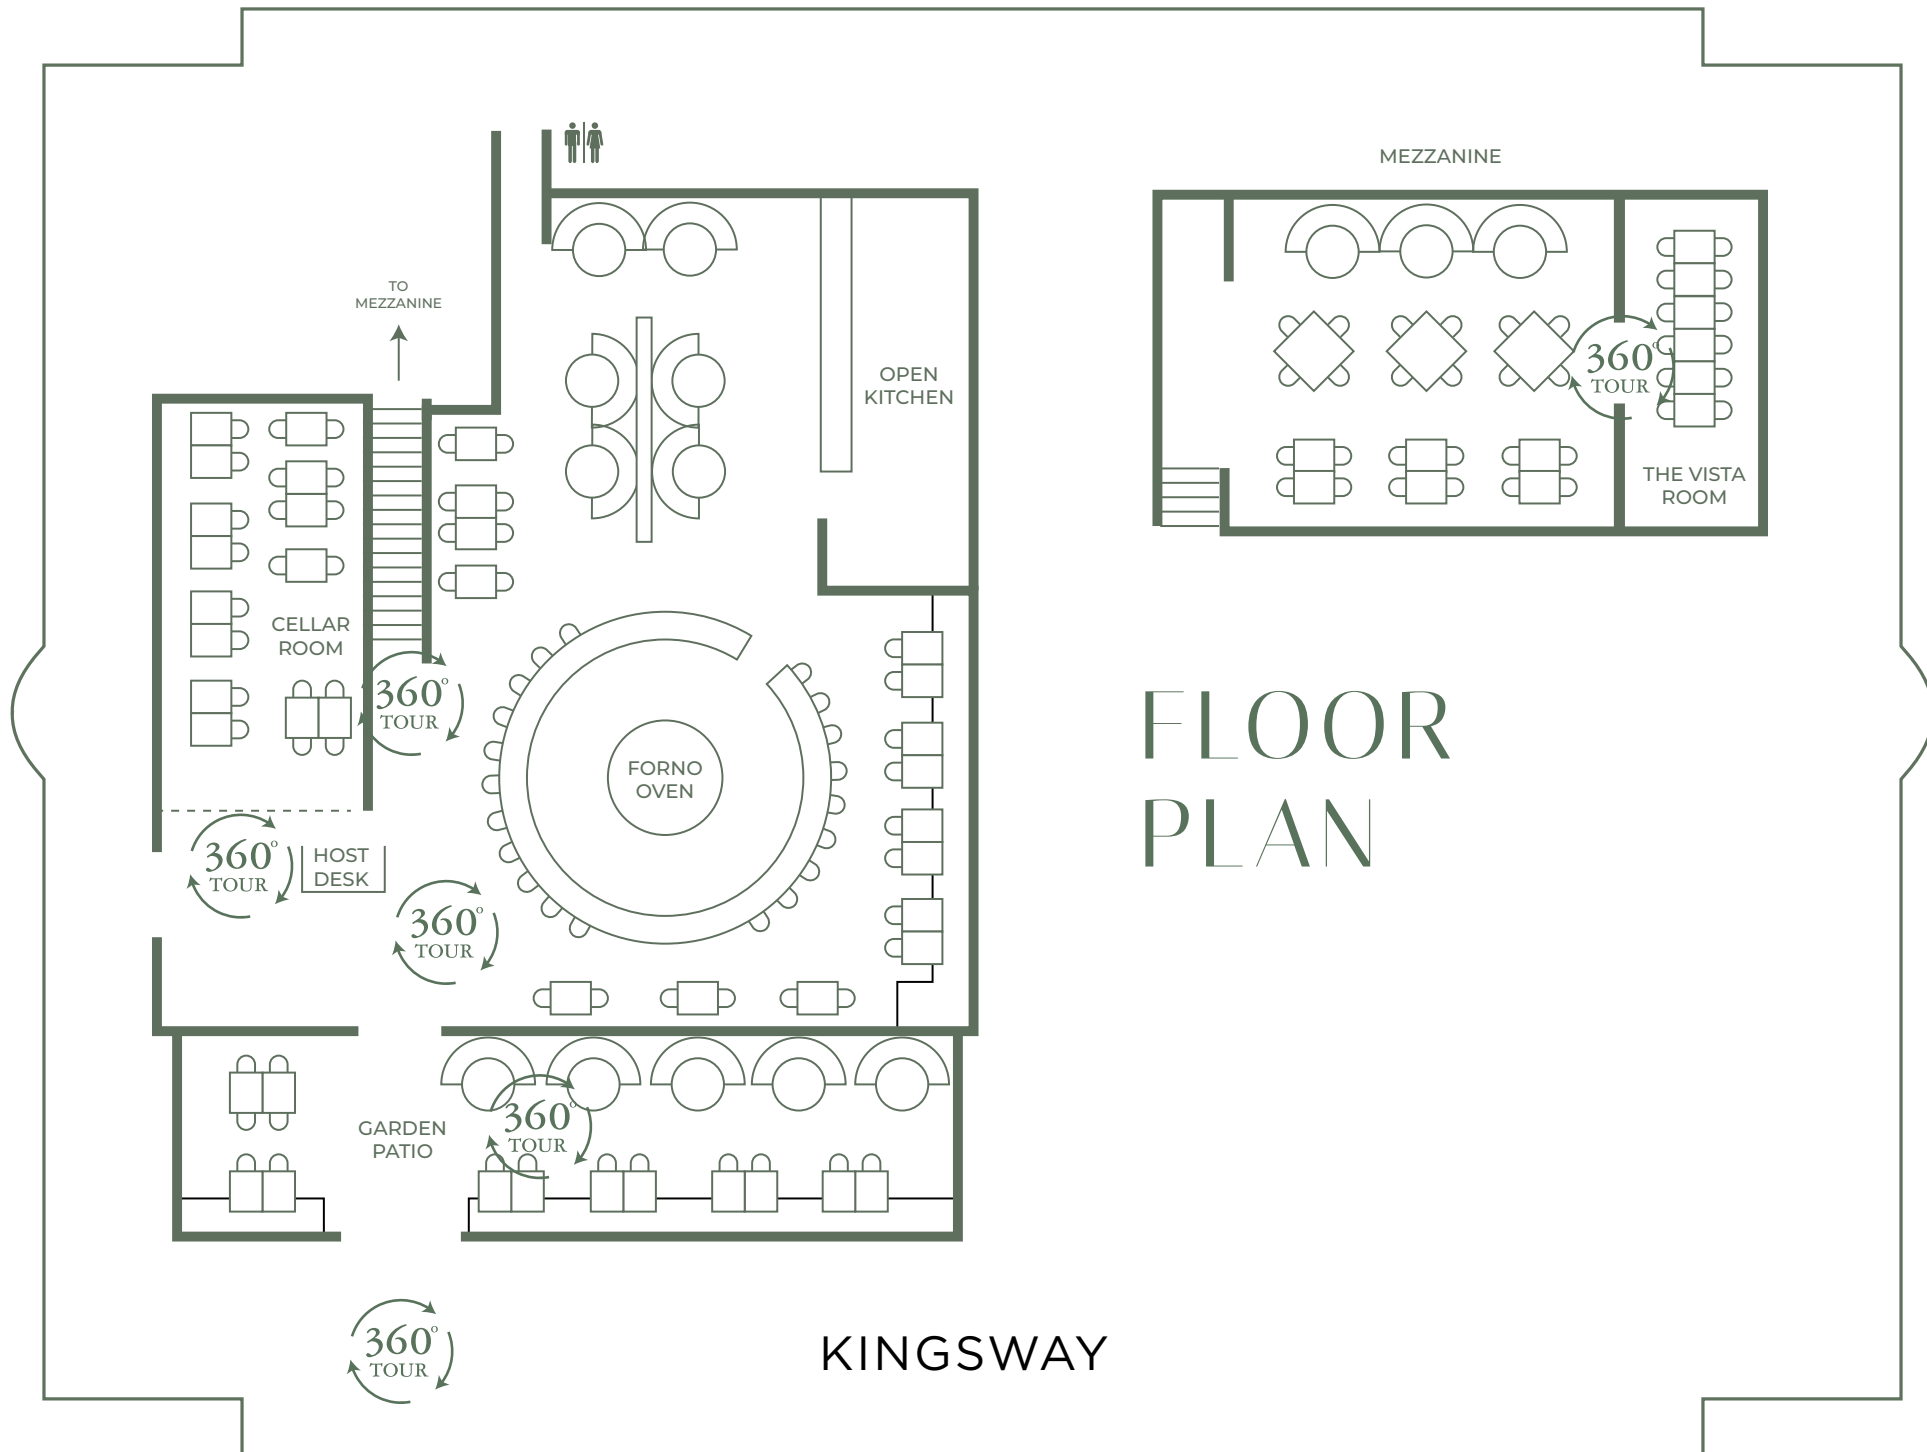 MEZZANINE
TO
MEZZANINE
OPEN
KITCHEN
360°
TOUR
THE VISTA
ROOM
CELLAR
ROOM
360°
TOUR
FORNO
OVEN
FLOOR
PLAN
360°
TOUR
HOST
DESK
360°
TOUR
GARDEN
PATIO
360°
TOUR
360°
TOUR
KINGSWAY